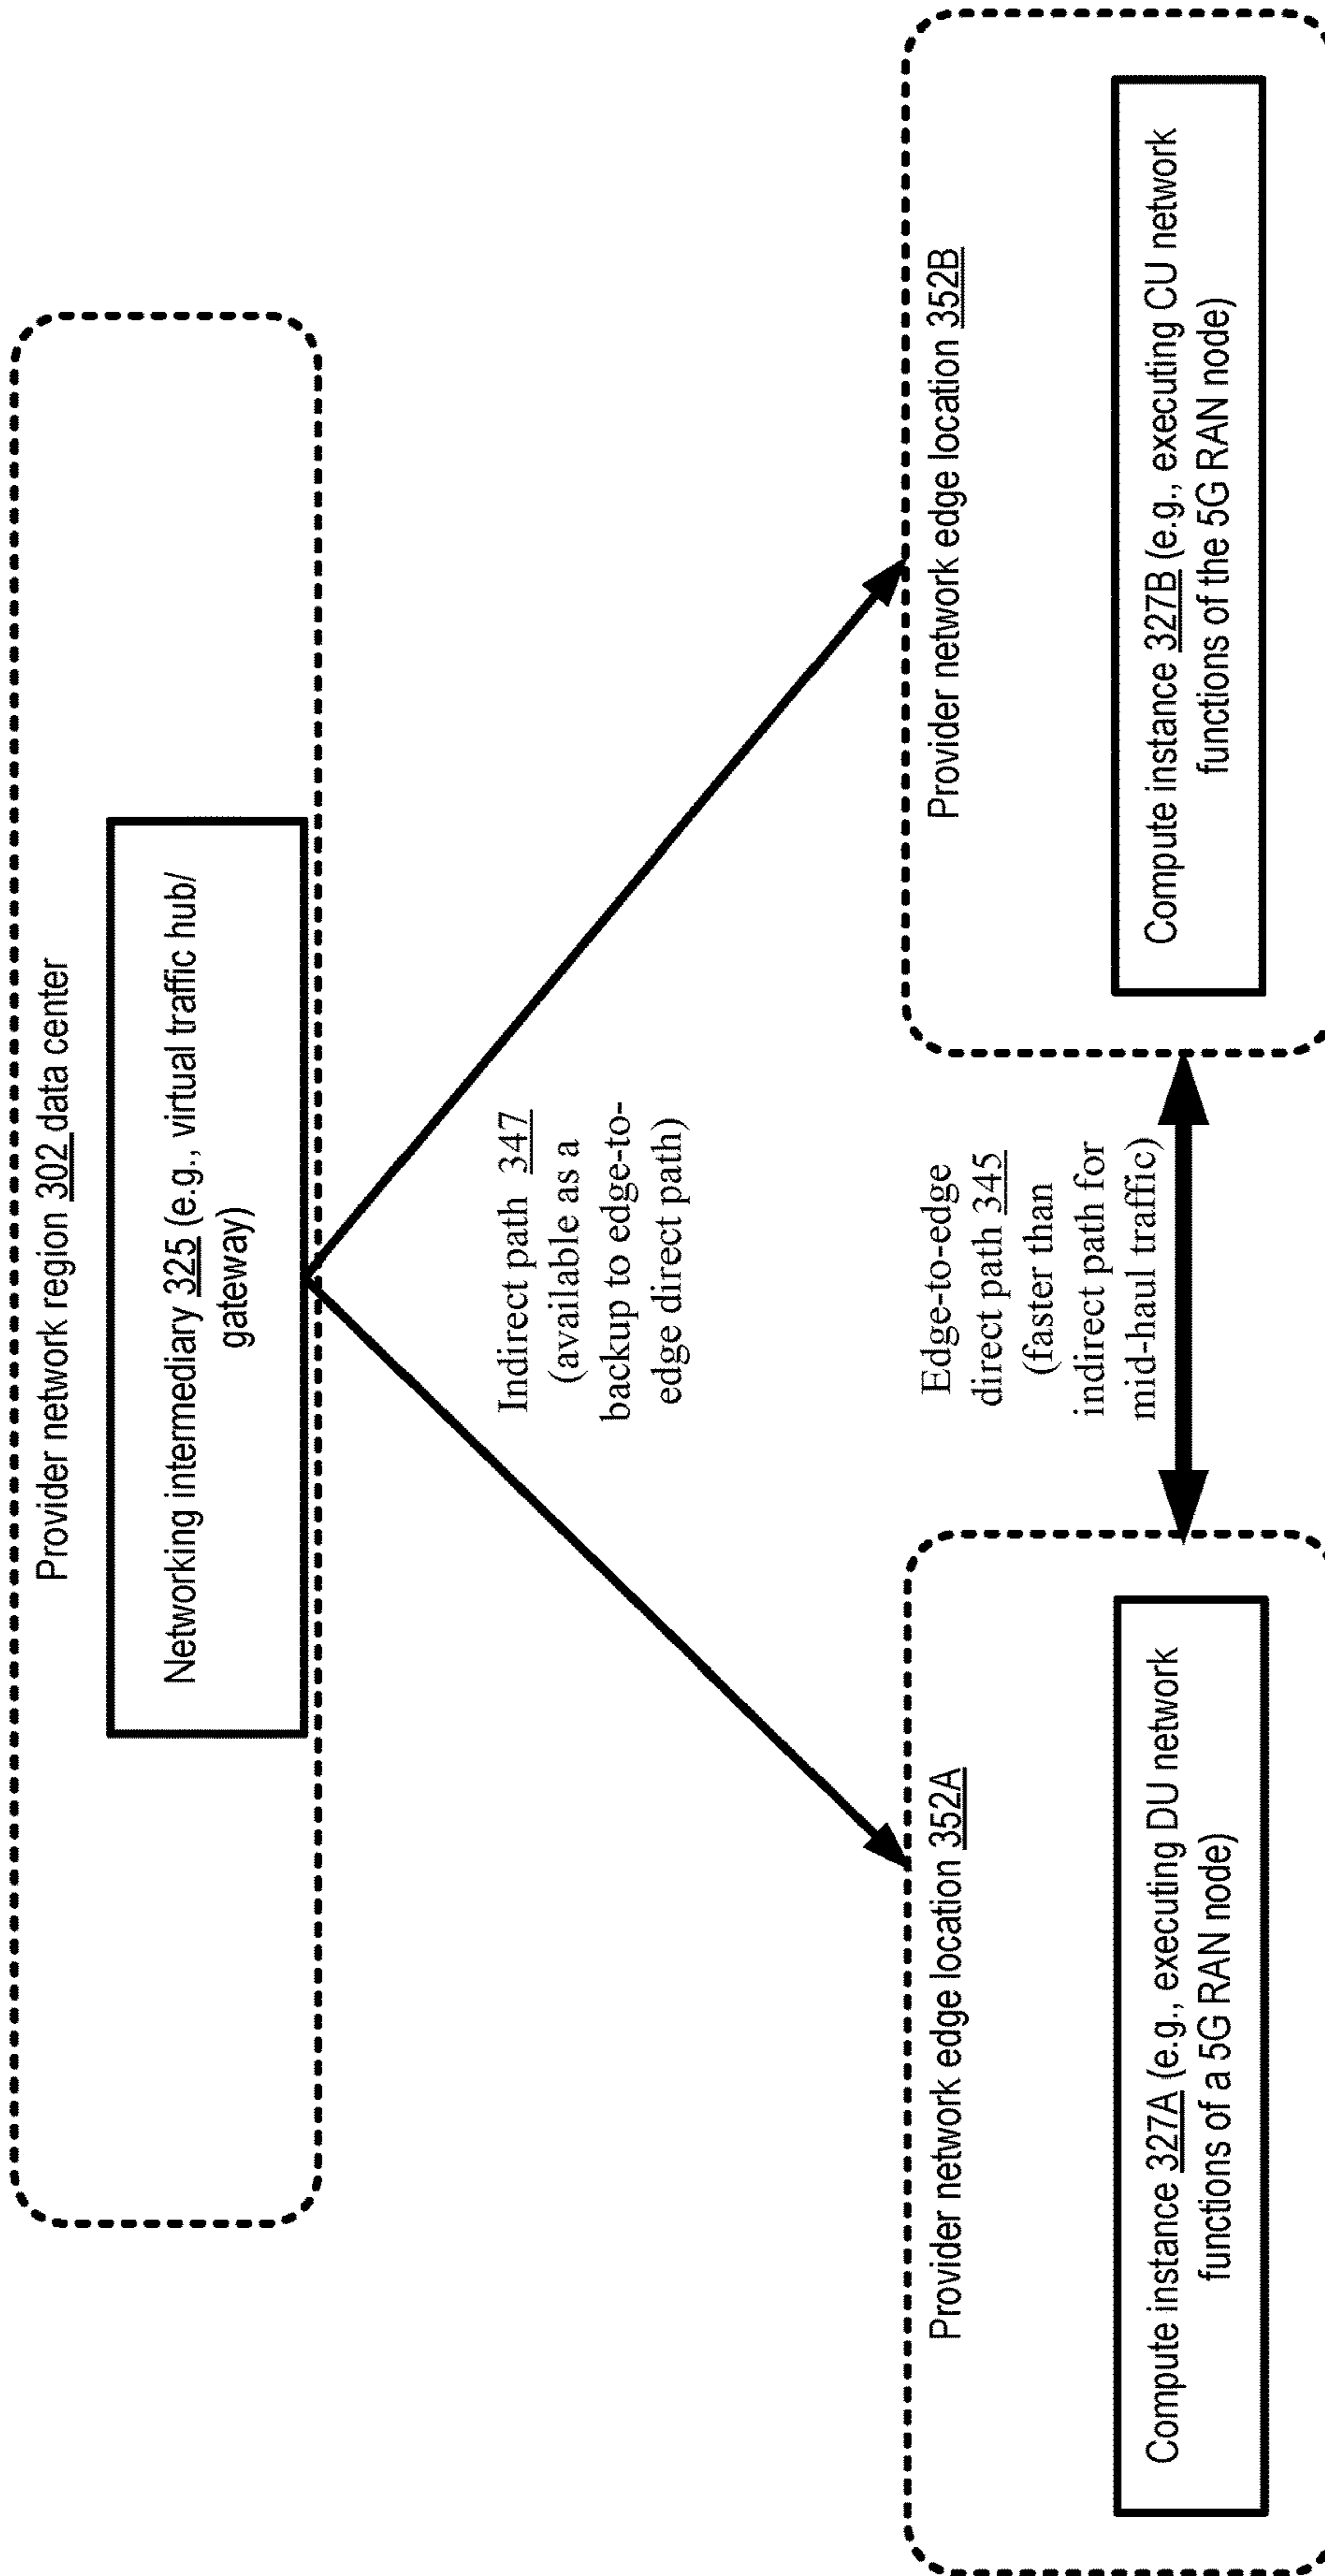 Provider network region 302 data center
Networking intermediary 325 (e.g., virtual traffic hub/
gateway)
Indirect path 347
(available as a
backup to edge-to-
edge direct path)
Provider network edge location 352A
Compute instance 327A (e.g., executing DU network
functions of a 5G RAN node)
Edge-to-edge
direct path 345
(faster than
indirect path for
mid-haul traffic)
Provider network edge location 352B
Compute instance 327B (e.g., executing CU network
functions of the 5G RAN node)